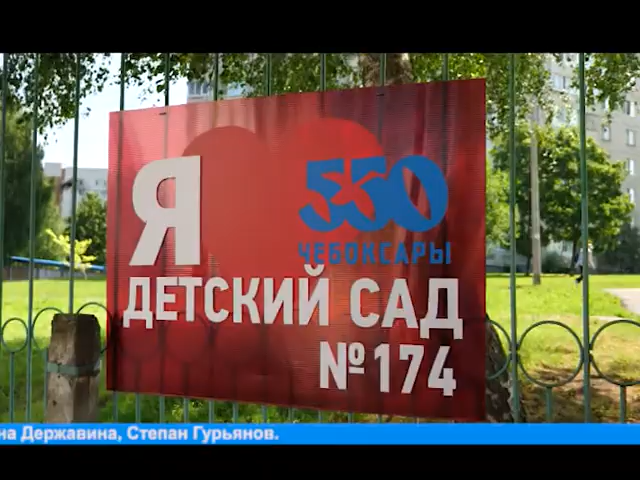 Я
550
ЧЕБОКСАРЫ
ДЕТСКИЙ САД
№174
на Державина, Степан Гурьянов.